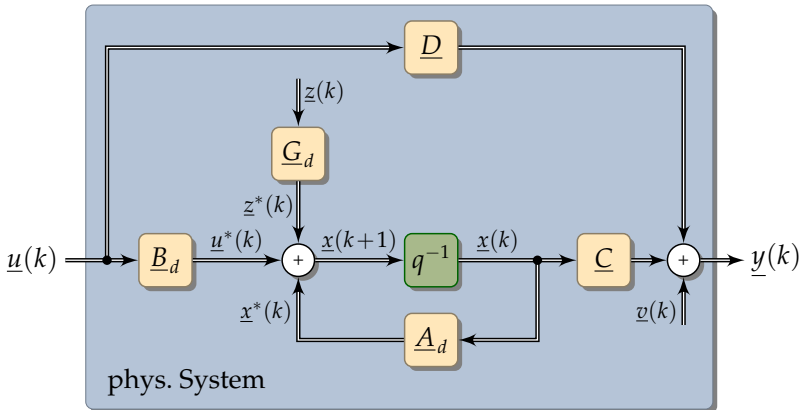 D
z(k)
G_d
z*(k)
u(k)
B_d
u*(k)
+
x(k+1)
q⁻¹
x(k)
C
+
y(k)
x*(k)
A_d
v(k)
phys. System